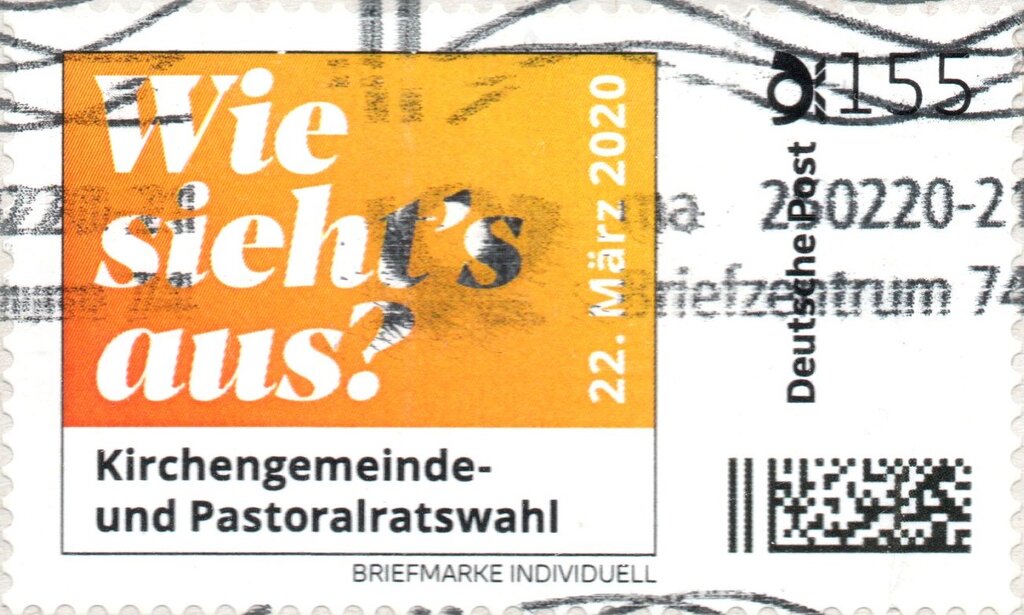 Wie
sieht's
aus?
22. März 2020
Kirchengemeinde-
und Pastoralratswahl
BRIEFMARKE INDIVIDUELL
155
Deutsche Post
Briefzentrum 74